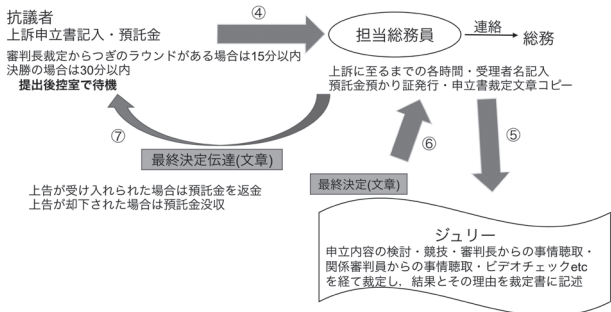 抗議者
上訴申立書記入・預託金
審判長裁定からつぎのラウンドがある場合は15分以内
決勝の場合は30分以内
提出後控室で待機
④
担当総務員
連絡
総務
上訴に至るまでの各時間・受理者名記入
預託金預かり証発行・申立書裁定文章コピー
⑦
最終決定伝達(文章)
⑥
⑤
上告が受け入れられた場合は預託金を返金
上告が却下された場合は預託金没収
最終決定(文章)
ジュリー
申立内容の検討・競技・審判長からの事情聴取・
関係審判員からの事情聴取・ビデオチェックetc
を経て裁定し，結果とその理由を裁定書に記述